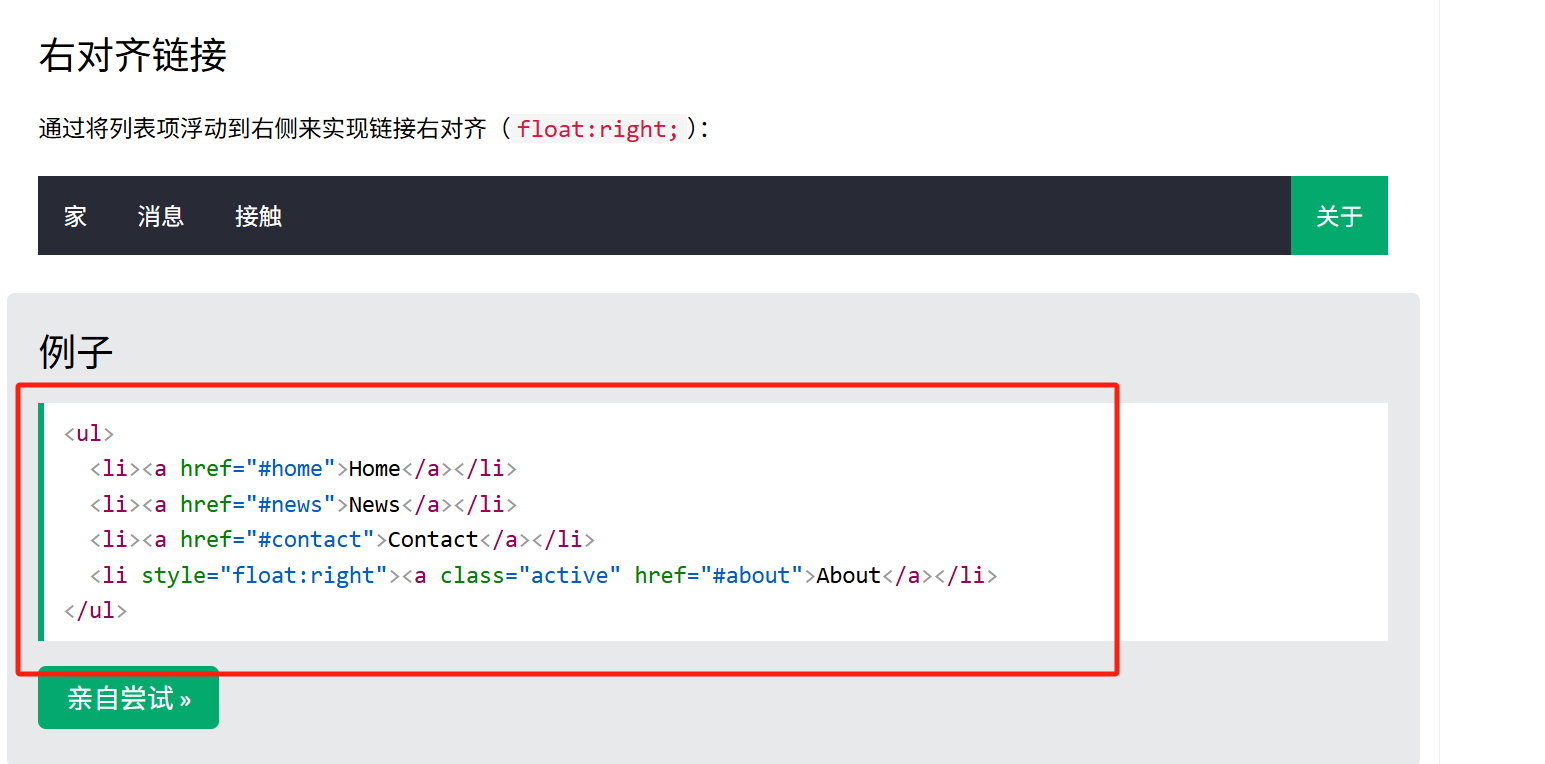 右对齐链接
通过将列表项浮动到右侧来实现链接右对齐（float:right;）：
家 消息 接触 关于
例子
<ul>
  <li><a href="#home">Home</a></li>
  <li><a href="#news">News</a></li>
  <li><a href="#contact">Contact</a></li>
  <li style="float:right"><a class="active" href="#about">About</a></li>
</ul>
亲自尝试 »